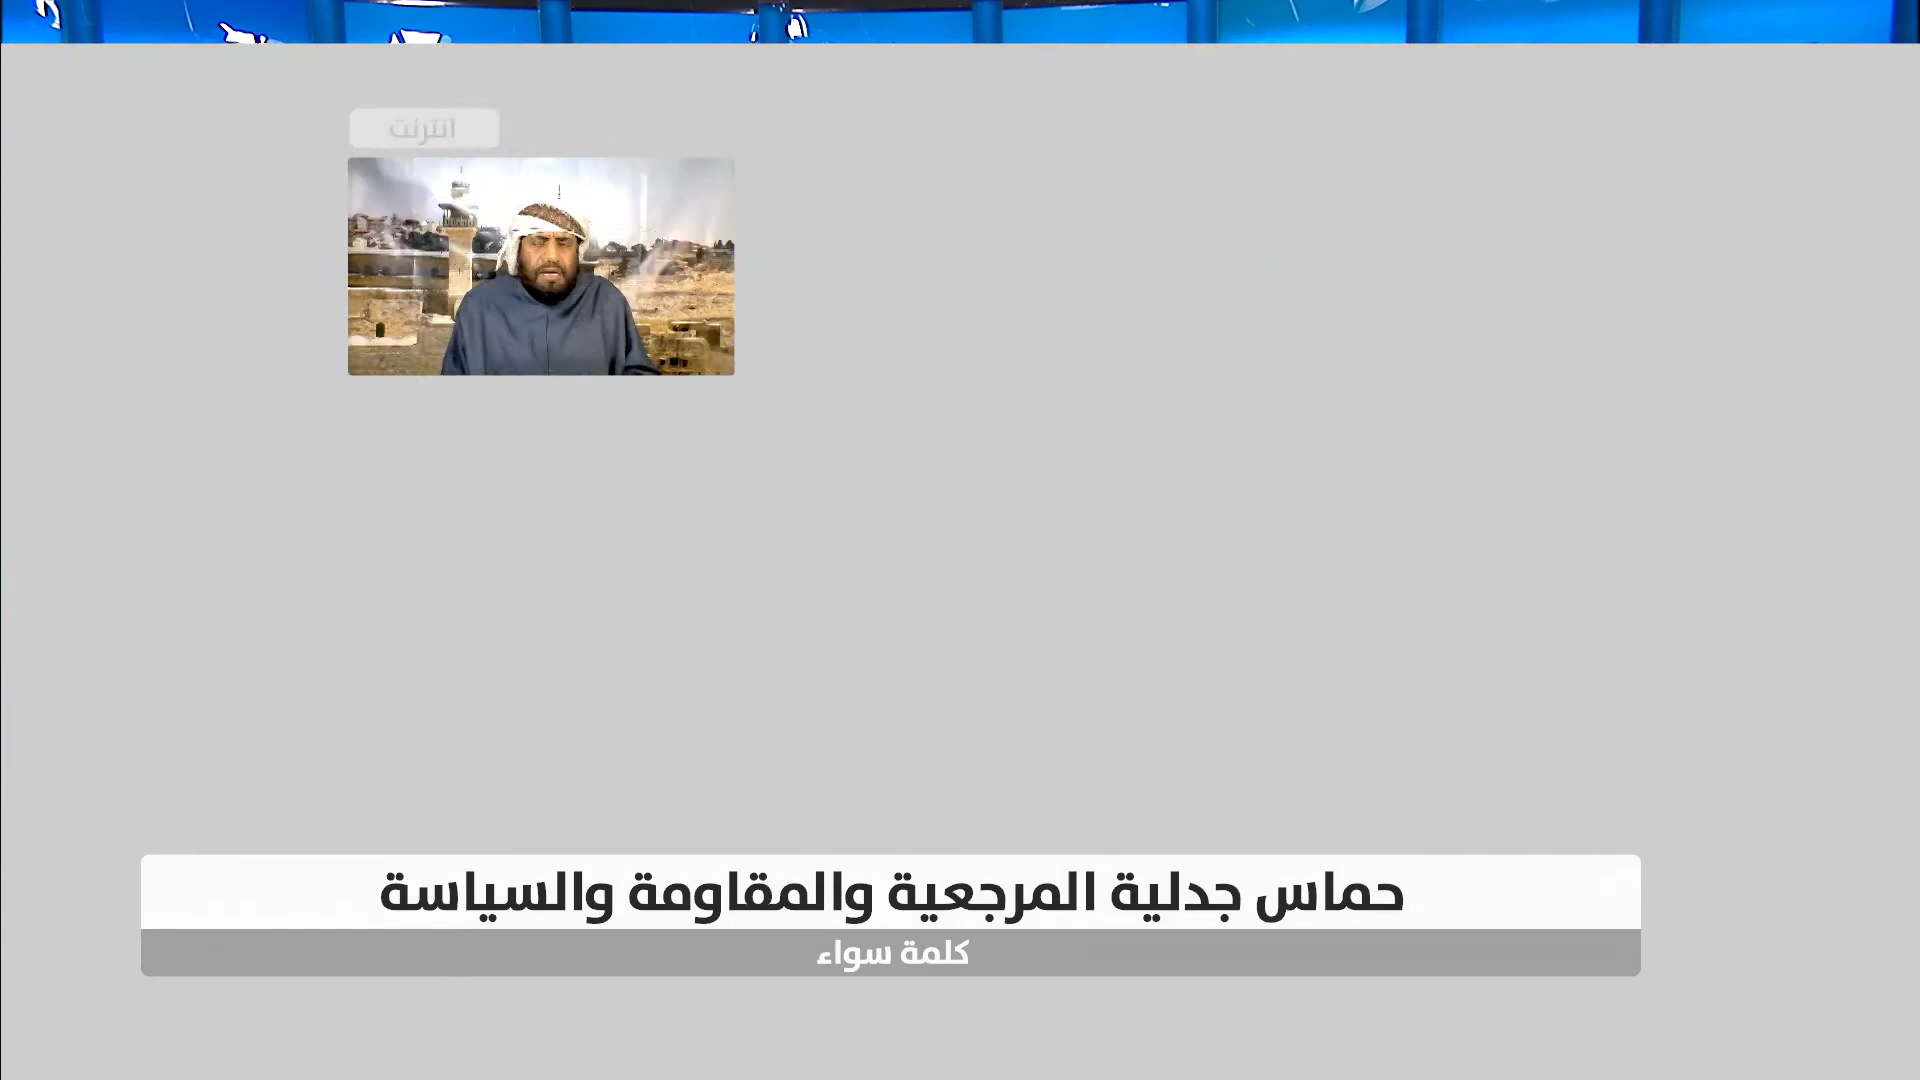 انترنت
حماس جدلية المرجعية والمقاومة والسياسة
كلمة سواء